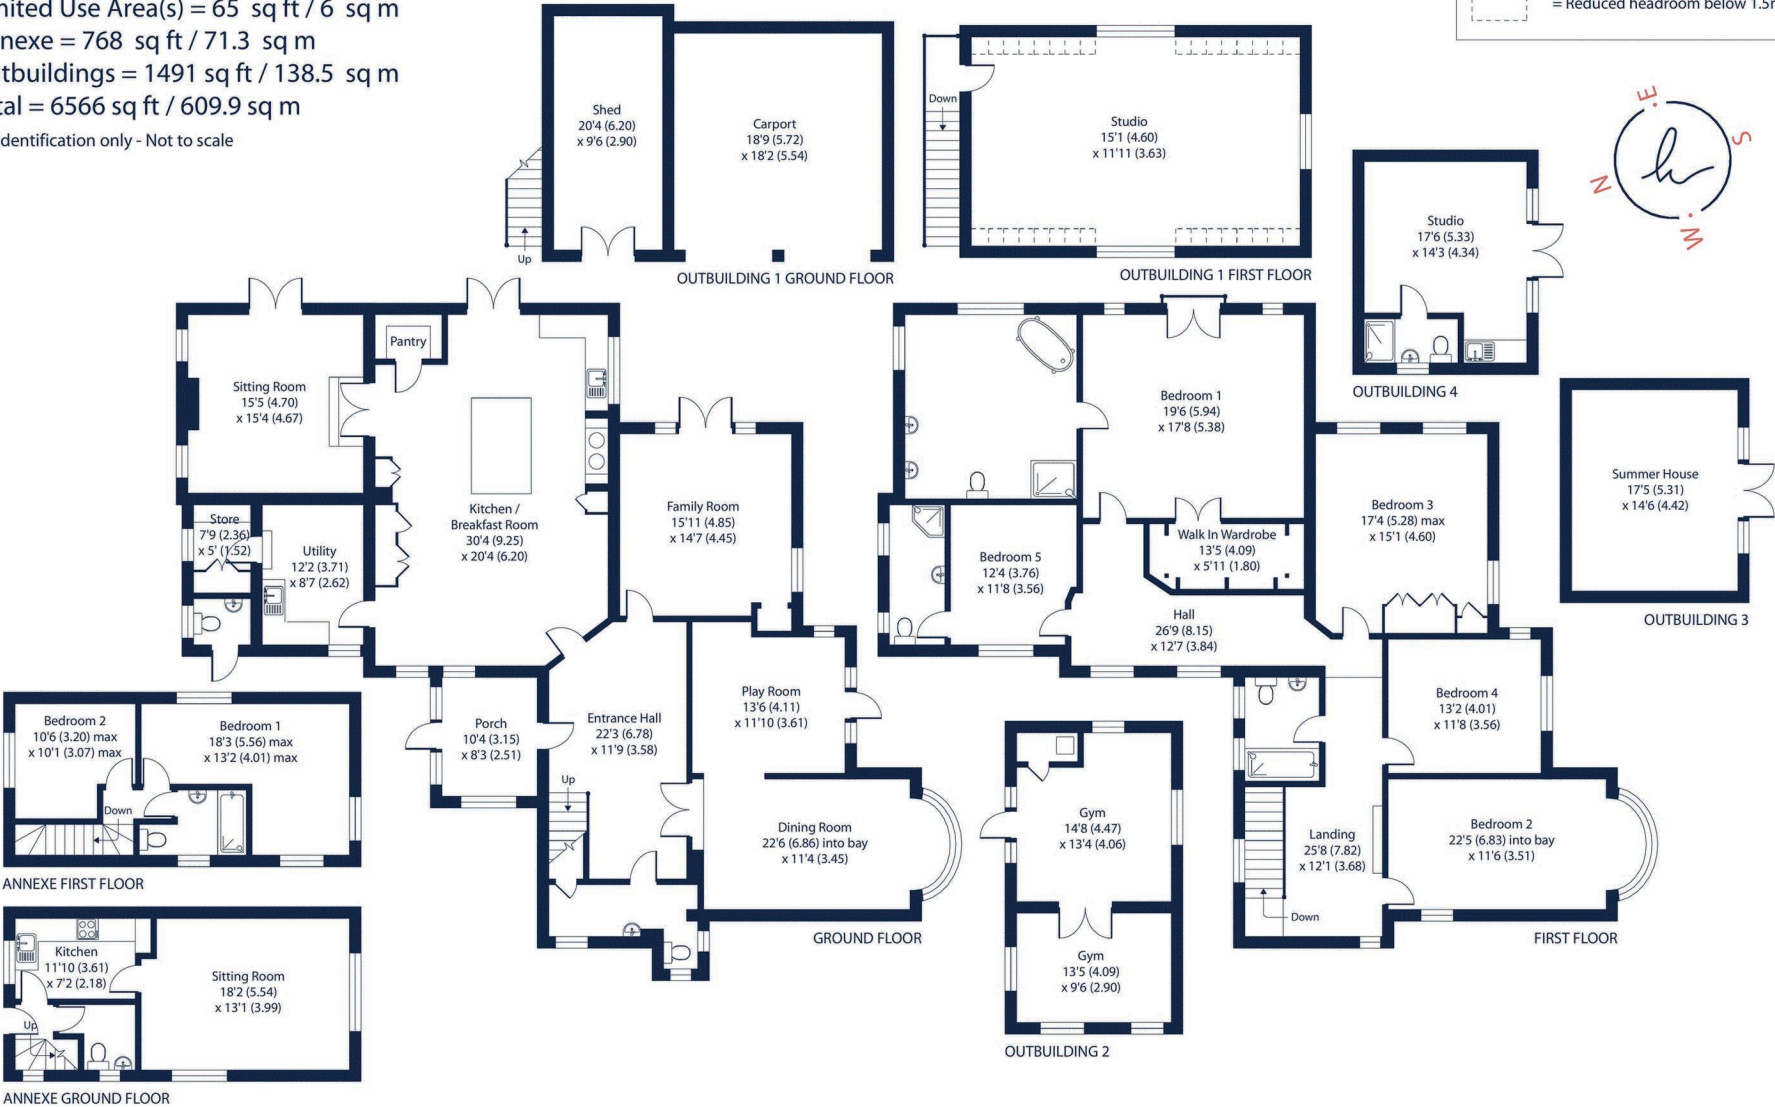 mited Use Area(s) = 65 sq ft / 6 sq m
nnexe = 768 sq ft / 71.3 sq m
tbuildings = 1491 sq ft / 138.5 sq m
tal = 6566 sq ft / 609.9 sq m
dentification only - Not to scale
= Reduced headroom below 1.5m
E
S
N
W
Shed
20'4 (6.20)
x 9'6 (2.90)
Carport
18'9 (5.72)
x 18'2 (5.54)
Up
OUTBUILDING 1 GROUND FLOOR
Down
Studio
15'1 (4.60)
x 11'11 (3.63)
OUTBUILDING 1 FIRST FLOOR
Studio
17'6 (5.33)
x 14'3 (4.34)
OUTBUILDING 4
Summer House
17'5 (5.31)
x 14'6 (4.42)
OUTBUILDING 3
Sitting Room
15'5 (4.70)
x 15'4 (4.67)
Pantry
Kitchen /
Breakfast Room
30'4 (9.25)
x 20'4 (6.20)
Family Room
15'11 (4.85)
x 14'7 (4.45)
Store
7'9 (2.36)
x 5' (1.52)
Utility
12'2 (3.71)
x 8'7 (2.62)
Porch
10'4 (3.15)
x 8'3 (2.51)
Entrance Hall
22'3 (6.78)
x 11'9 (3.58)
Play Room
13'6 (4.11)
x 11'10 (3.61)
Up
Dining Room
22'6 (6.86) into bay
x 11'4 (3.45)
GROUND FLOOR
Bedroom 1
19'6 (5.94)
x 17'8 (5.38)
Walk In Wardrobe
13'5 (4.09)
x 5'11 (1.80)
Bedroom 3
17'4 (5.28) max
x 15'1 (4.60)
Bedroom 5
12'4 (3.76)
x 11'8 (3.56)
Hall
26'9 (8.15)
x 12'7 (3.84)
Bedroom 4
13'2 (4.01)
x 11'8 (3.56)
Landing
25'8 (7.82)
x 12'1 (3.68)
Down
Bedroom 2
22'5 (6.83) into bay
x 11'6 (3.51)
FIRST FLOOR
Gym
14'8 (4.47)
x 13'4 (4.06)
Gym
13'5 (4.09)
x 9'6 (2.90)
OUTBUILDING 2
Bedroom 2
10'6 (3.20) max
x 10'1 (3.07) max
Bedroom 1
18'3 (5.56) max
x 13'2 (4.01) max
Down
ANNEXE FIRST FLOOR
Kitchen
11'10 (3.61)
x 7'2 (2.18)
Sitting Room
18'2 (5.54)
x 13'1 (3.99)
Up
ANNEXE GROUND FLOOR